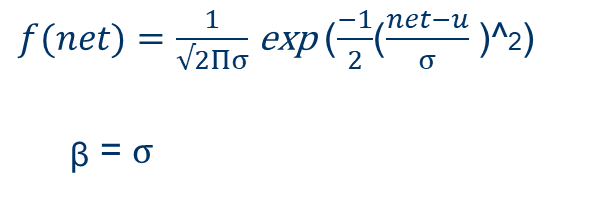 f(net) = 1/√2Πσ exp(-1/2(net-u/σ)^2)
β = σ